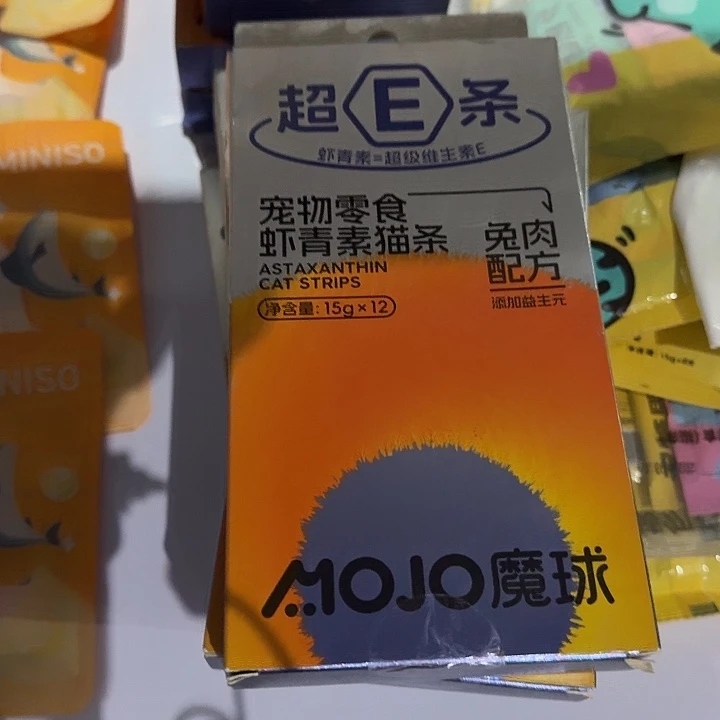 超E条
虾青素=超级维生素E
宠物零食
虾青素猫条
ASTAXANTHIN
CAT STRIPS
净含量: 15g×12
兔肉
配方
添加益生元
MOJO魔球
MINISO
NISO